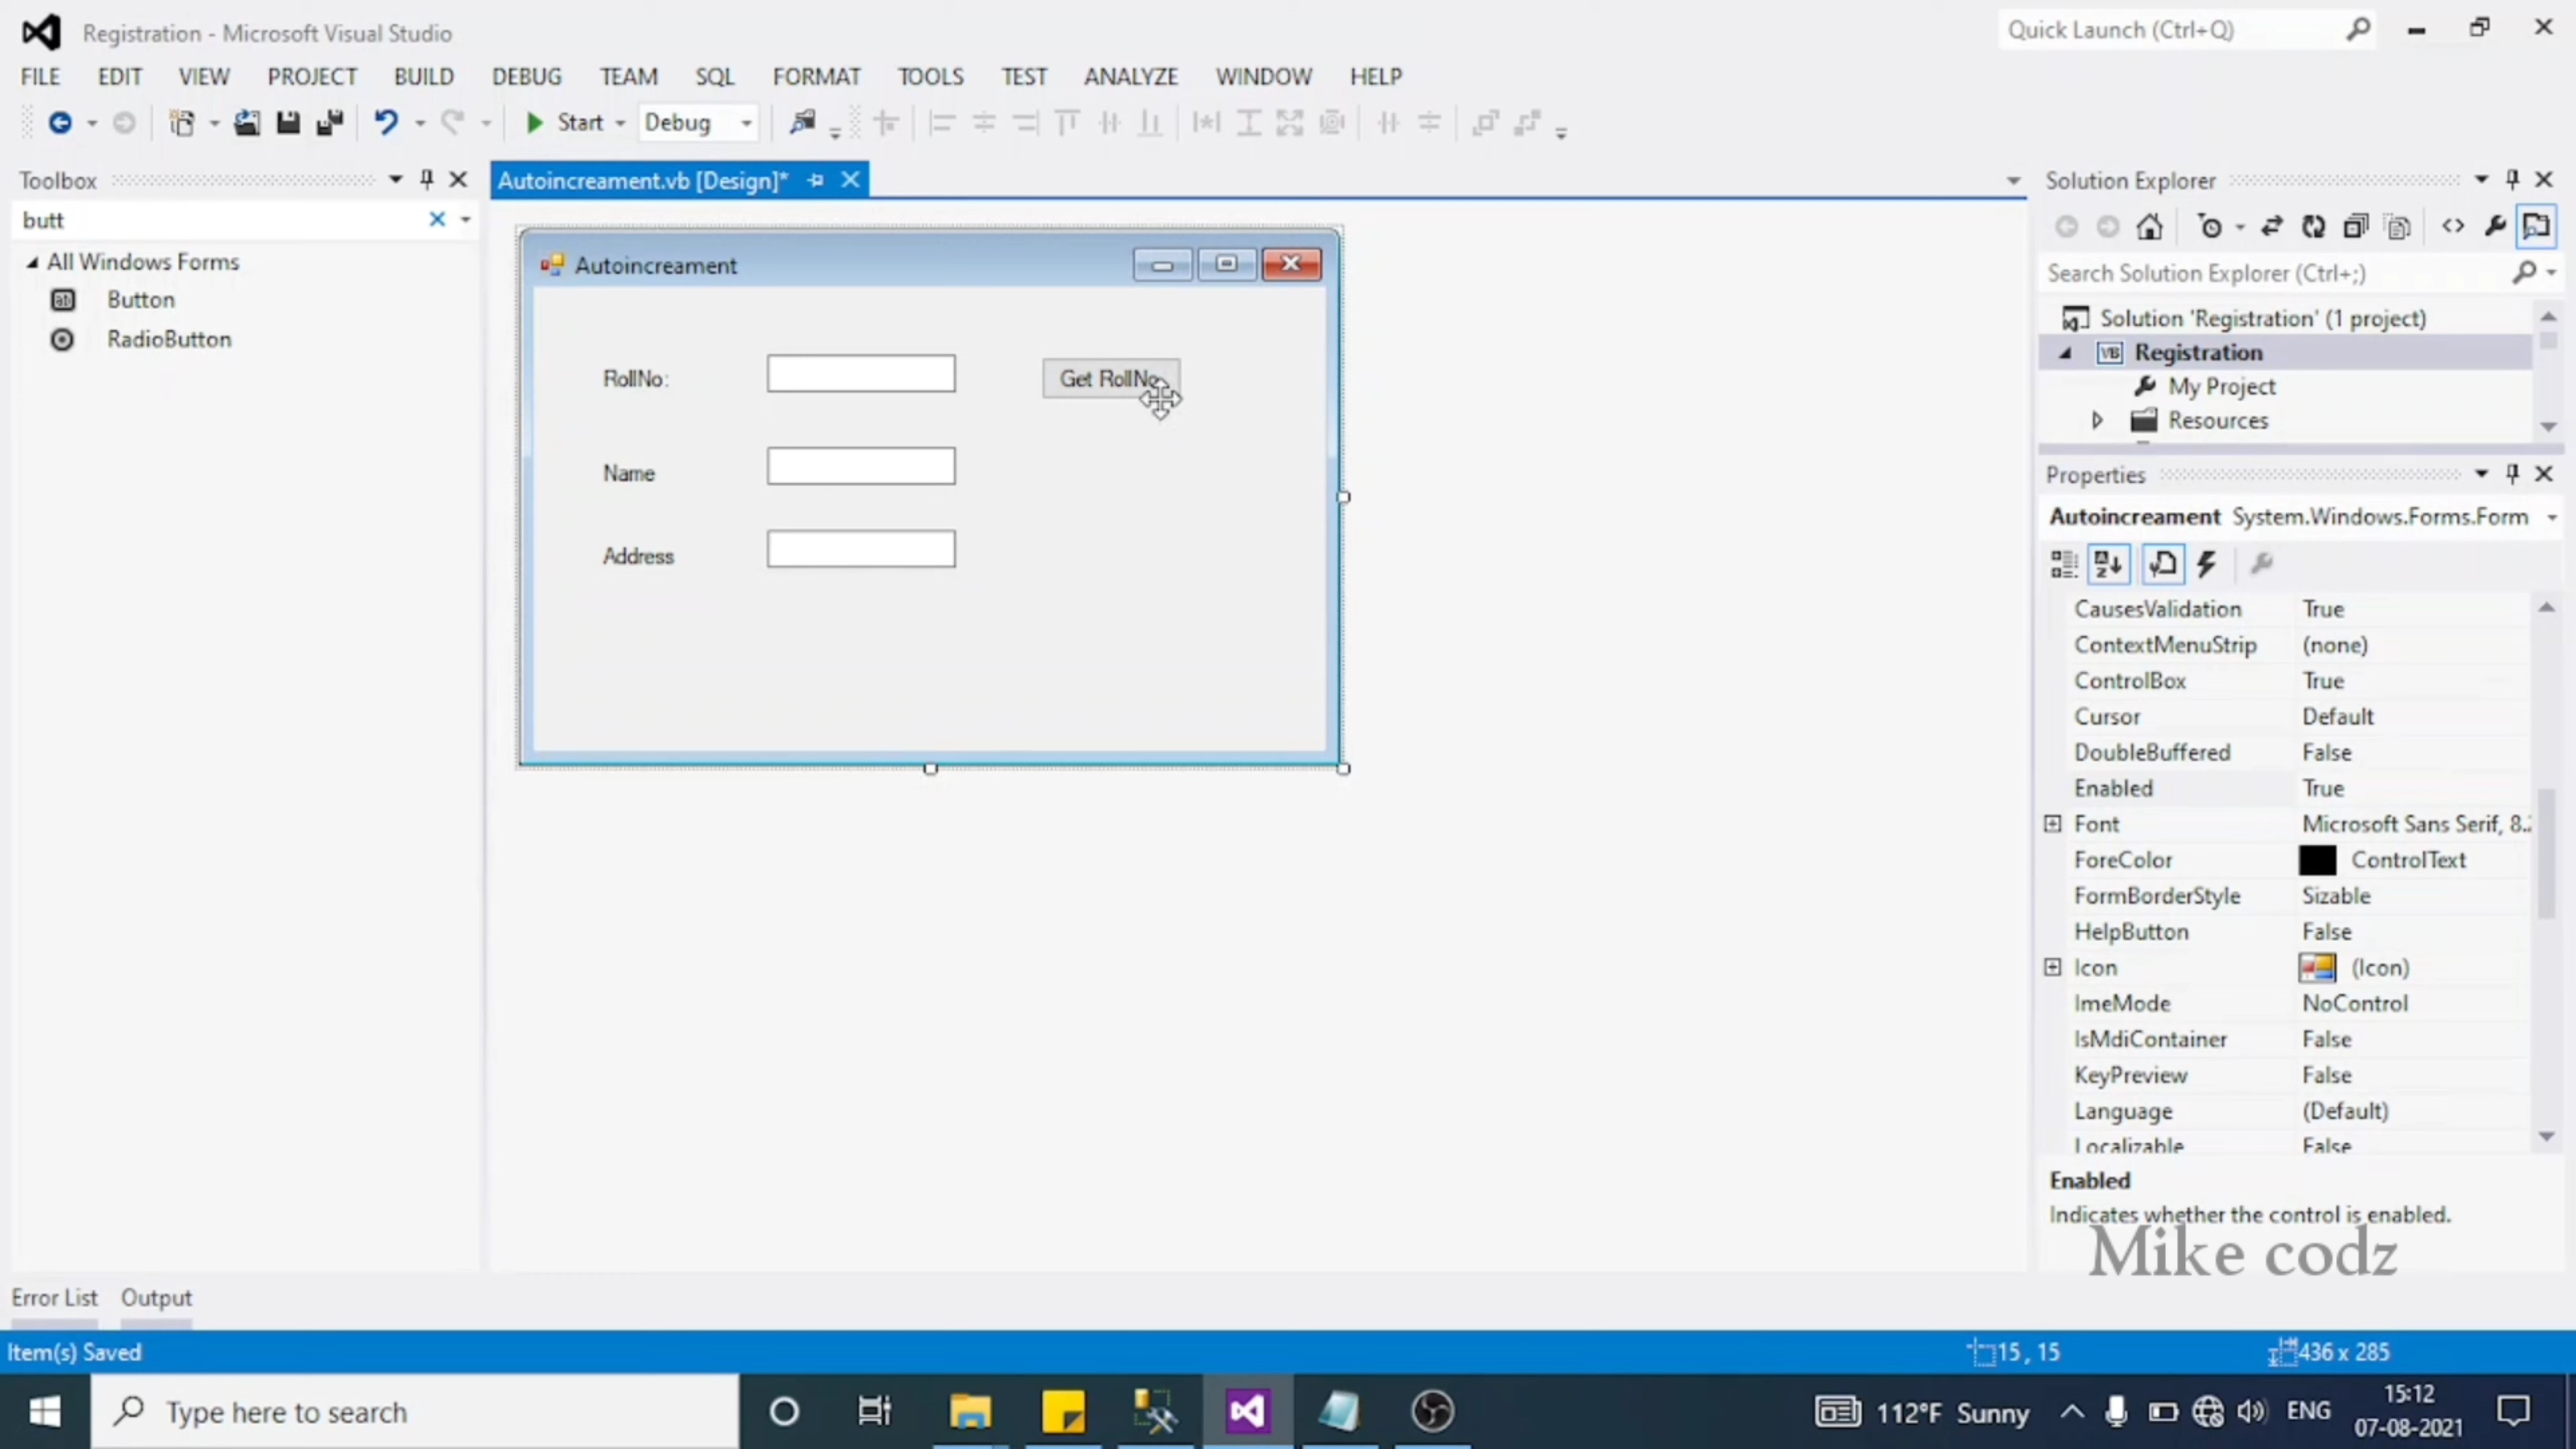 Registration - Microsoft Visual Studio
Quick Launch (Ctrl+Q)
FILE EDIT VIEW PROJECT BUILD DEBUG TEAM SQL FORMAT TOOLS TEST ANALYZE WINDOW HELP
Start Debug
Toolbox
butt
All Windows Forms
Button
RadioButton
Autoincreament.vb [Design]*
Autoincreament
RollNo:
Get RollNo
Name
Address
Solution Explorer
Search Solution Explorer (Ctrl+;)
Solution 'Registration' (1 project)
VB Registration
My Project
Resources
Properties
Autoincreament System.Windows.Forms.Form
CausesValidation True
ContextMenuStrip (none)
ControlBox True
Cursor Default
DoubleBuffered False
Enabled True
Font Microsoft Sans Serif, 8.
ForeColor ControlText
FormBorderStyle Sizable
HelpButton False
Icon (Icon)
ImeMode NoControl
IsMdiContainer False
KeyPreview False
Language (Default)
Localizable False
Enabled
Indicates whether the control is enabled.
Mike codz
Error List Output
Item(s) Saved
15 , 15
436 x 285
Type here to search
112°F Sunny
ENG
15:12
07-08-2021